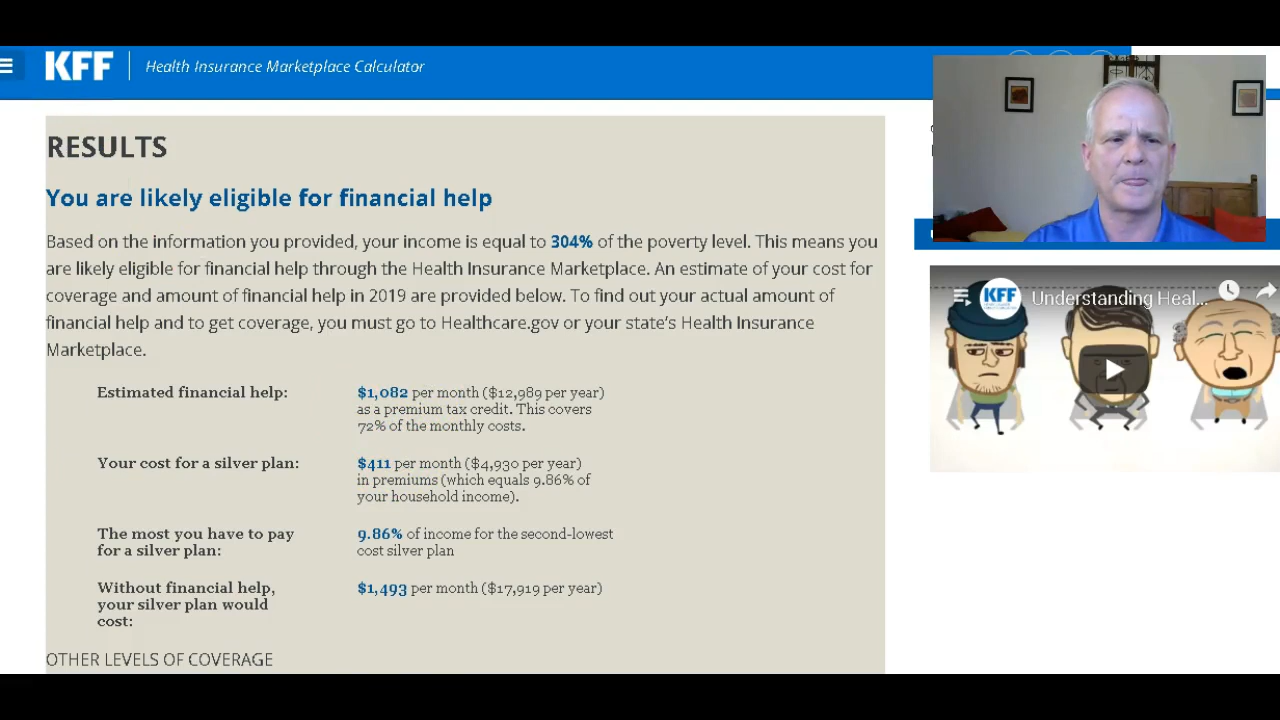 KFF
Health Insurance Marketplace Calculator
RESULTS
You are likely eligible for financial help
Based on the information you provided, your income is equal to 304% of the poverty level. This means you
are likely eligible for financial help through the Health Insurance Marketplace. An estimate of your cost for
coverage and amount of financial help in 2019 are provided below. To find out your actual amount of
financial help and to get coverage, you must go to Healthcare.gov or your state's Health Insurance
Marketplace.
Estimated financial help:
$1,082 per month ($12,989 per year)
as a premium tax credit. This covers
72% of the monthly costs.
Your cost for a silver plan:
$411 per month ($4,930 per year)
in premiums (which equals 9.86% of
your household income).
The most you have to pay
for a silver plan:
9.86% of income for the second-lowest
cost silver plan
Without financial help,
your silver plan would
cost:
$1,493 per month ($17,919 per year)
OTHER LEVELS OF COVERAGE
KFF
Understanding Heal...